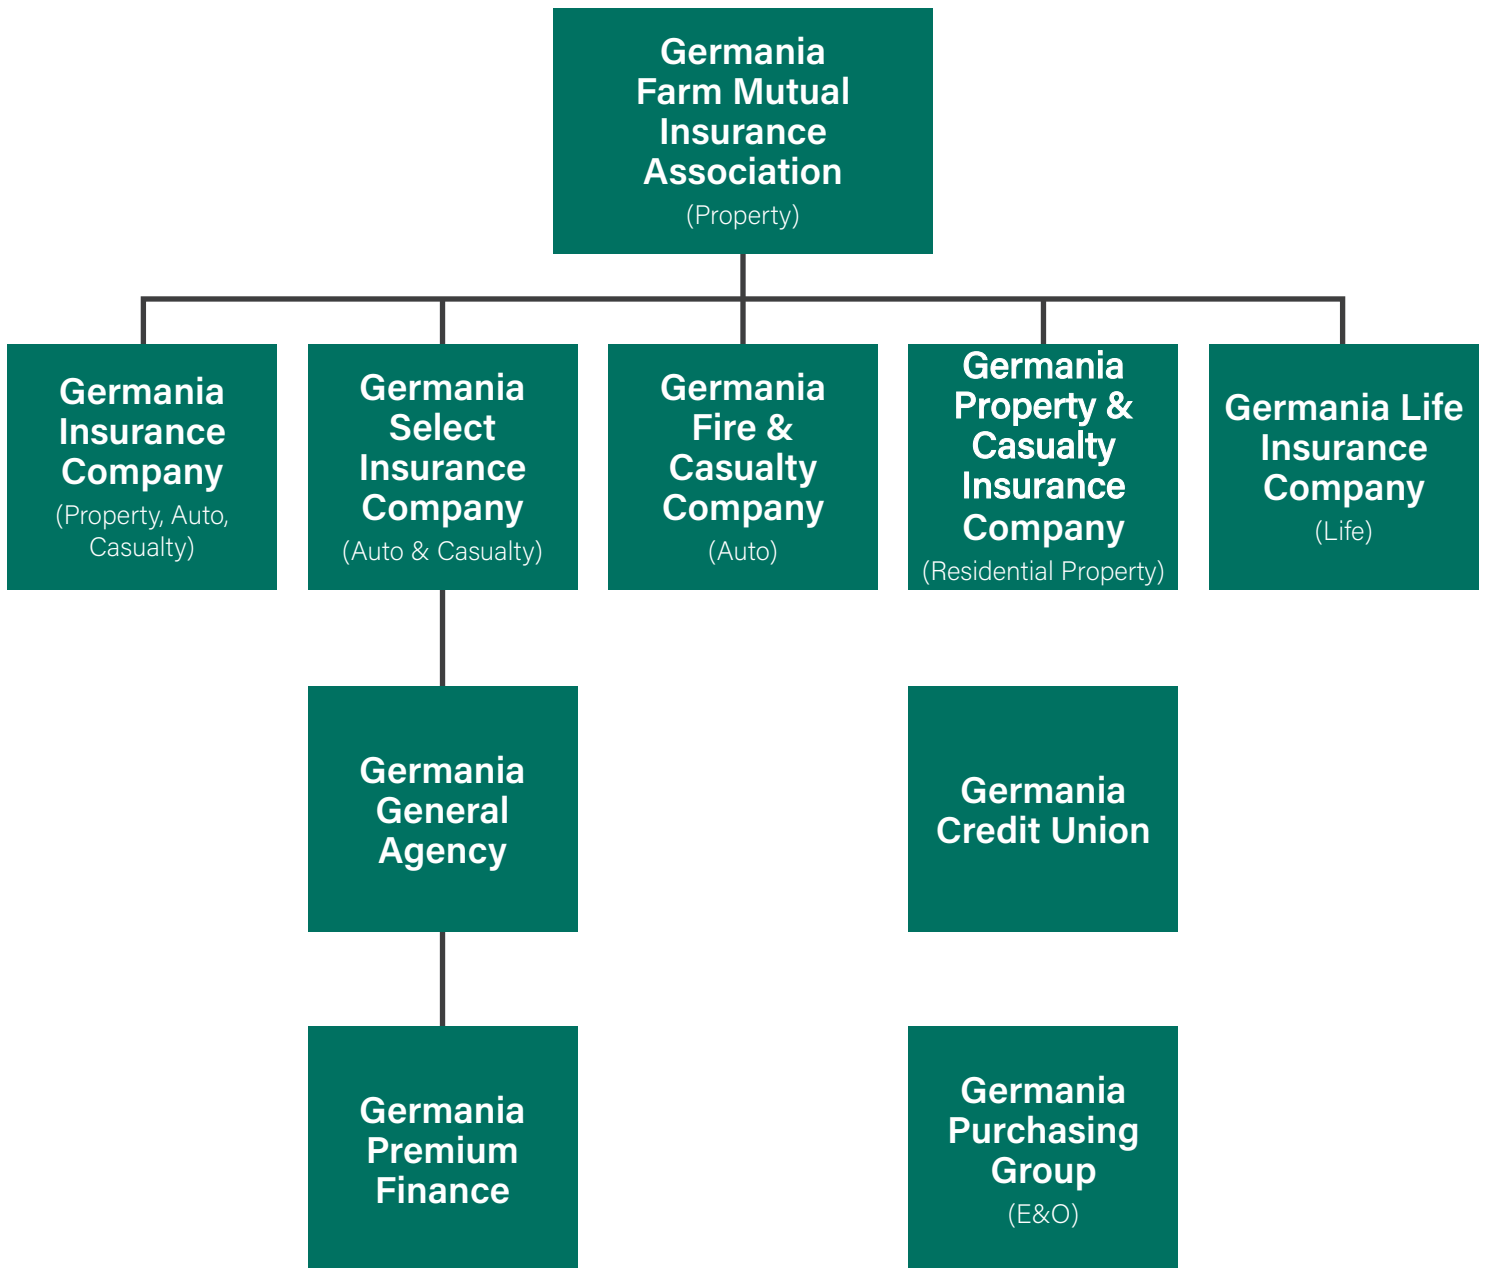 Germania
Farm Mutual
Insurance
Association
(Property)
Germania
Insurance
Company
(Property, Auto,
Casualty)
Germania
Select
Insurance
Company
(Auto & Casualty)
Germania
Fire &
Casualty
Company
(Auto)
Germania
Property &
Casualty
Insurance
Company
(Residential Property)
Germania Life
Insurance
Company
(Life)
Germania
General
Agency
Germania
Credit Union
Germania
Premium
Finance
Germania
Purchasing
Group
(E&O)